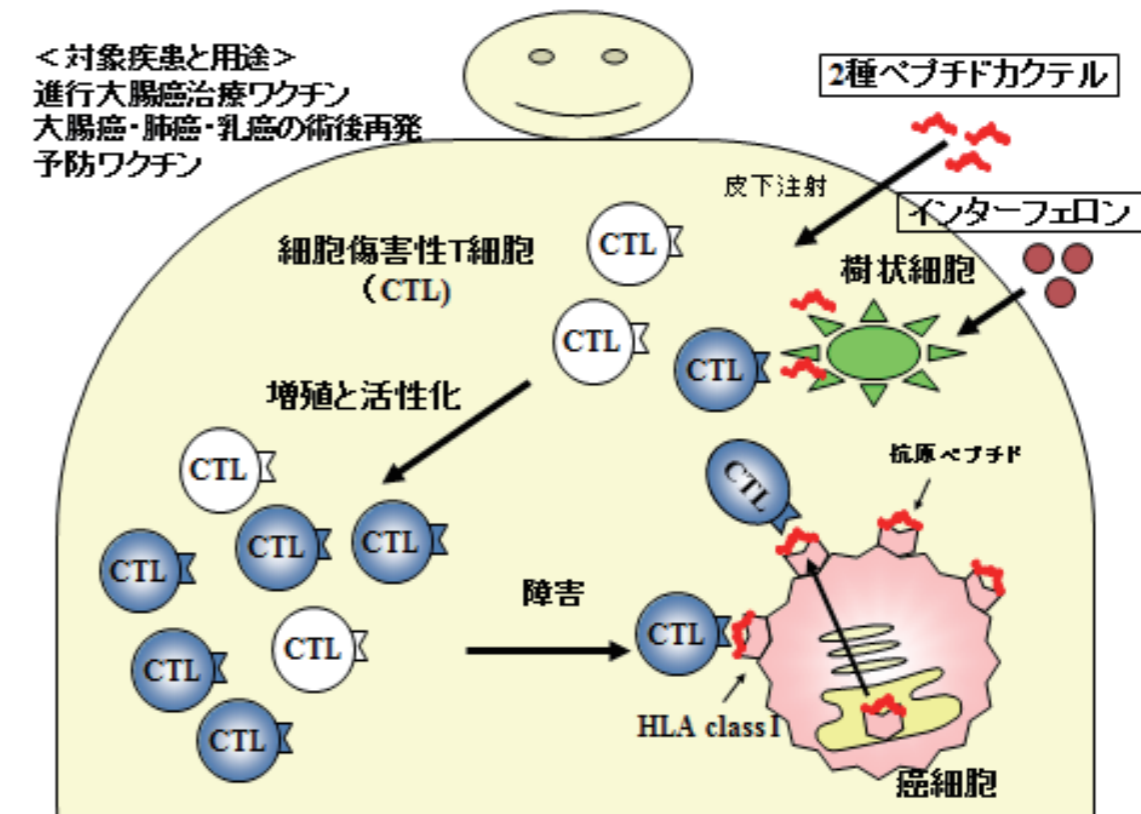 ＜対象疾患と用途＞
進行大腸癌治療ワクチン
大腸癌・肺癌・乳癌の術後再発
予防ワクチン
2種ペプチドカクテル
皮下注射
インターフェロン
樹状細胞
細胞傷害性T細胞
（CTL)
CTL
CTL
CTL
増殖と活性化
CTL
CTL
CTL
CTL
CTL
CTL
CTL
CTL
障害
CTL
CTL
抗原ペプチド
HLA class I
癌細胞